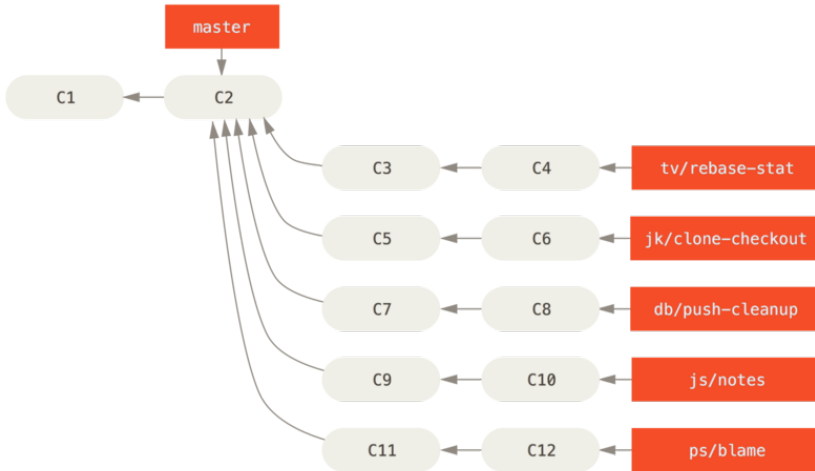 master
C1
C2
C3
C4
tv/rebase-stat
C5
C6
jk/clone-checkout
C7
C8
db/push-cleanup
C9
C10
js/notes
C11
C12
ps/blame